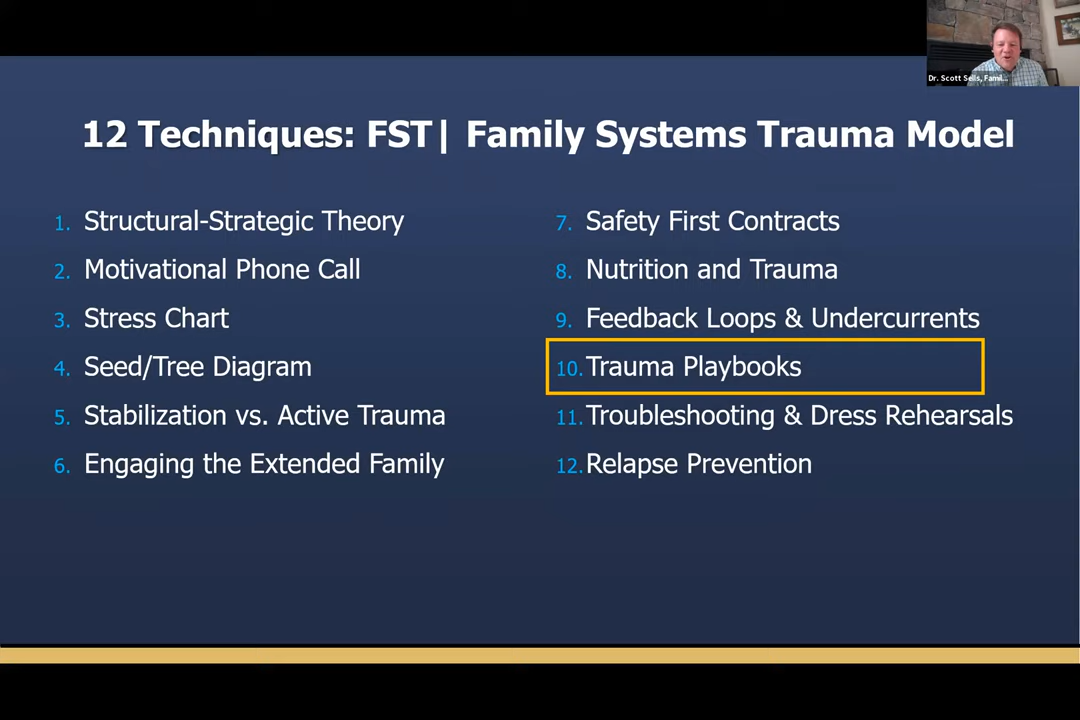 Dr. Scott Sells, Famil...
12 Techniques: FST| Family Systems Trauma Model
1. Structural-Strategic Theory
2. Motivational Phone Call
3. Stress Chart
4. Seed/Tree Diagram
5. Stabilization vs. Active Trauma
6. Engaging the Extended Family
7. Safety First Contracts
8. Nutrition and Trauma
9. Feedback Loops & Undercurrents
10. Trauma Playbooks
11. Troubleshooting & Dress Rehearsals
12. Relapse Prevention